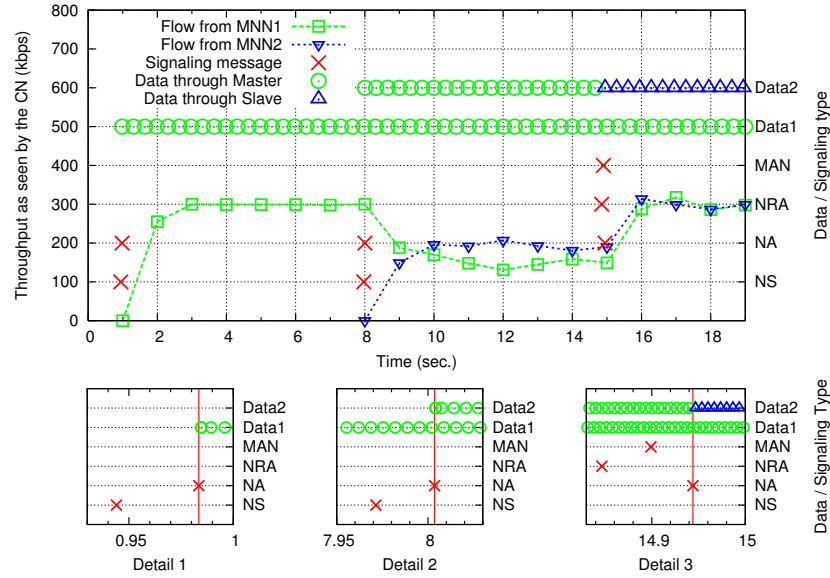 800
700
600
500
400
300
200
100
0
Throughput as seen by the CN (kbps)
Flow from MNN1
Flow from MNN2
Signaling message
Data through Master
Data through Slave
Data2
Data1
MAN
NRA
NA
NS
Data / Signaling type
0 2 4 6 8 10 12 14 16 18
Time (sec.)
Data2
Data1
MAN
NRA
NA
NS
0.95 1
Detail 1
Data2
Data1
MAN
NRA
NA
NS
7.95 8
Detail 2
Data2
Data1
MAN
NRA
NA
NS
14.9 15
Detail 3
Data / Signaling Type